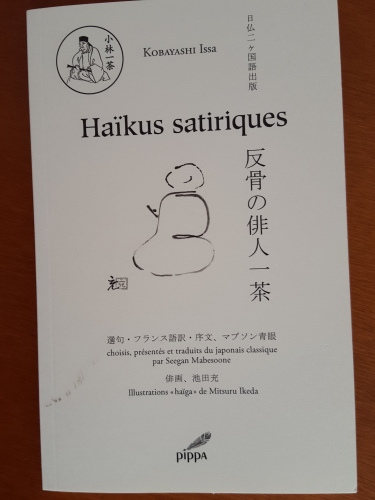 小林一茶
KOBAYASHI ISSA
日仏二ヶ国語出版
Haïkus satiriques
反骨の俳人一茶
選句・フランス語訳・序文、マブソン青眼
choisis, présentés et traduits du japonais classique
par Seegan Mabesoone
俳画、池田充
Illustrations « haïga » de Mitsuru Ikeda
pippa